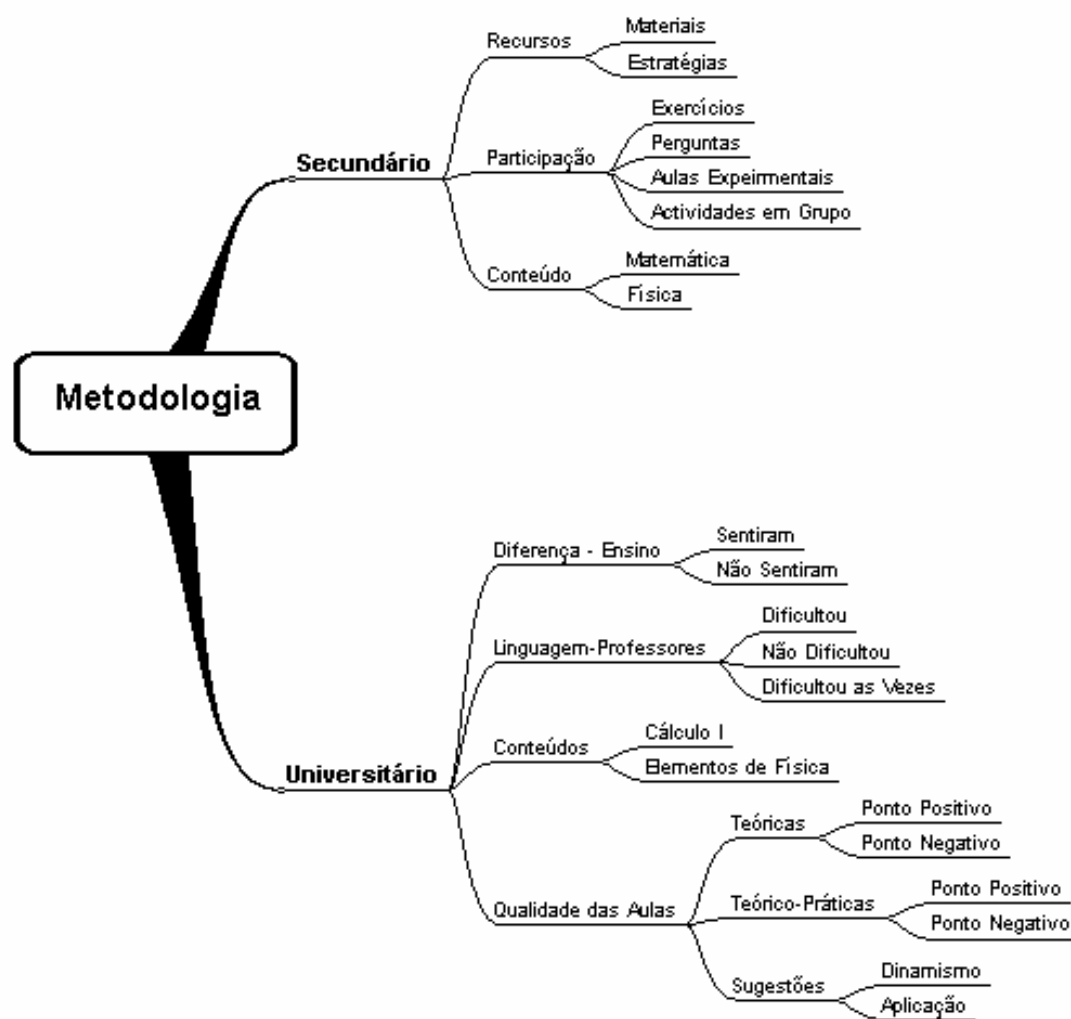 Metodologia
Secundário
Recursos
Materiais
Estratégias
Participação
Exercícios
Perguntas
Aulas Expeirmentais
Actividades em Grupo
Conteúdo
Matemática
Física
Universitário
Diferença - Ensino
Sentiram
Não Sentiram
Linguagem-Professores
Dificultou
Não Dificultou
Dificultou as Vezes
Conteúdos
Cálculo I
Elementos de Física
Qualidade das Aulas
Teóricas
Ponto Positivo
Ponto Negativo
Teórico-Práticas
Ponto Positivo
Ponto Negativo
Sugestões
Dinamismo
Aplicação